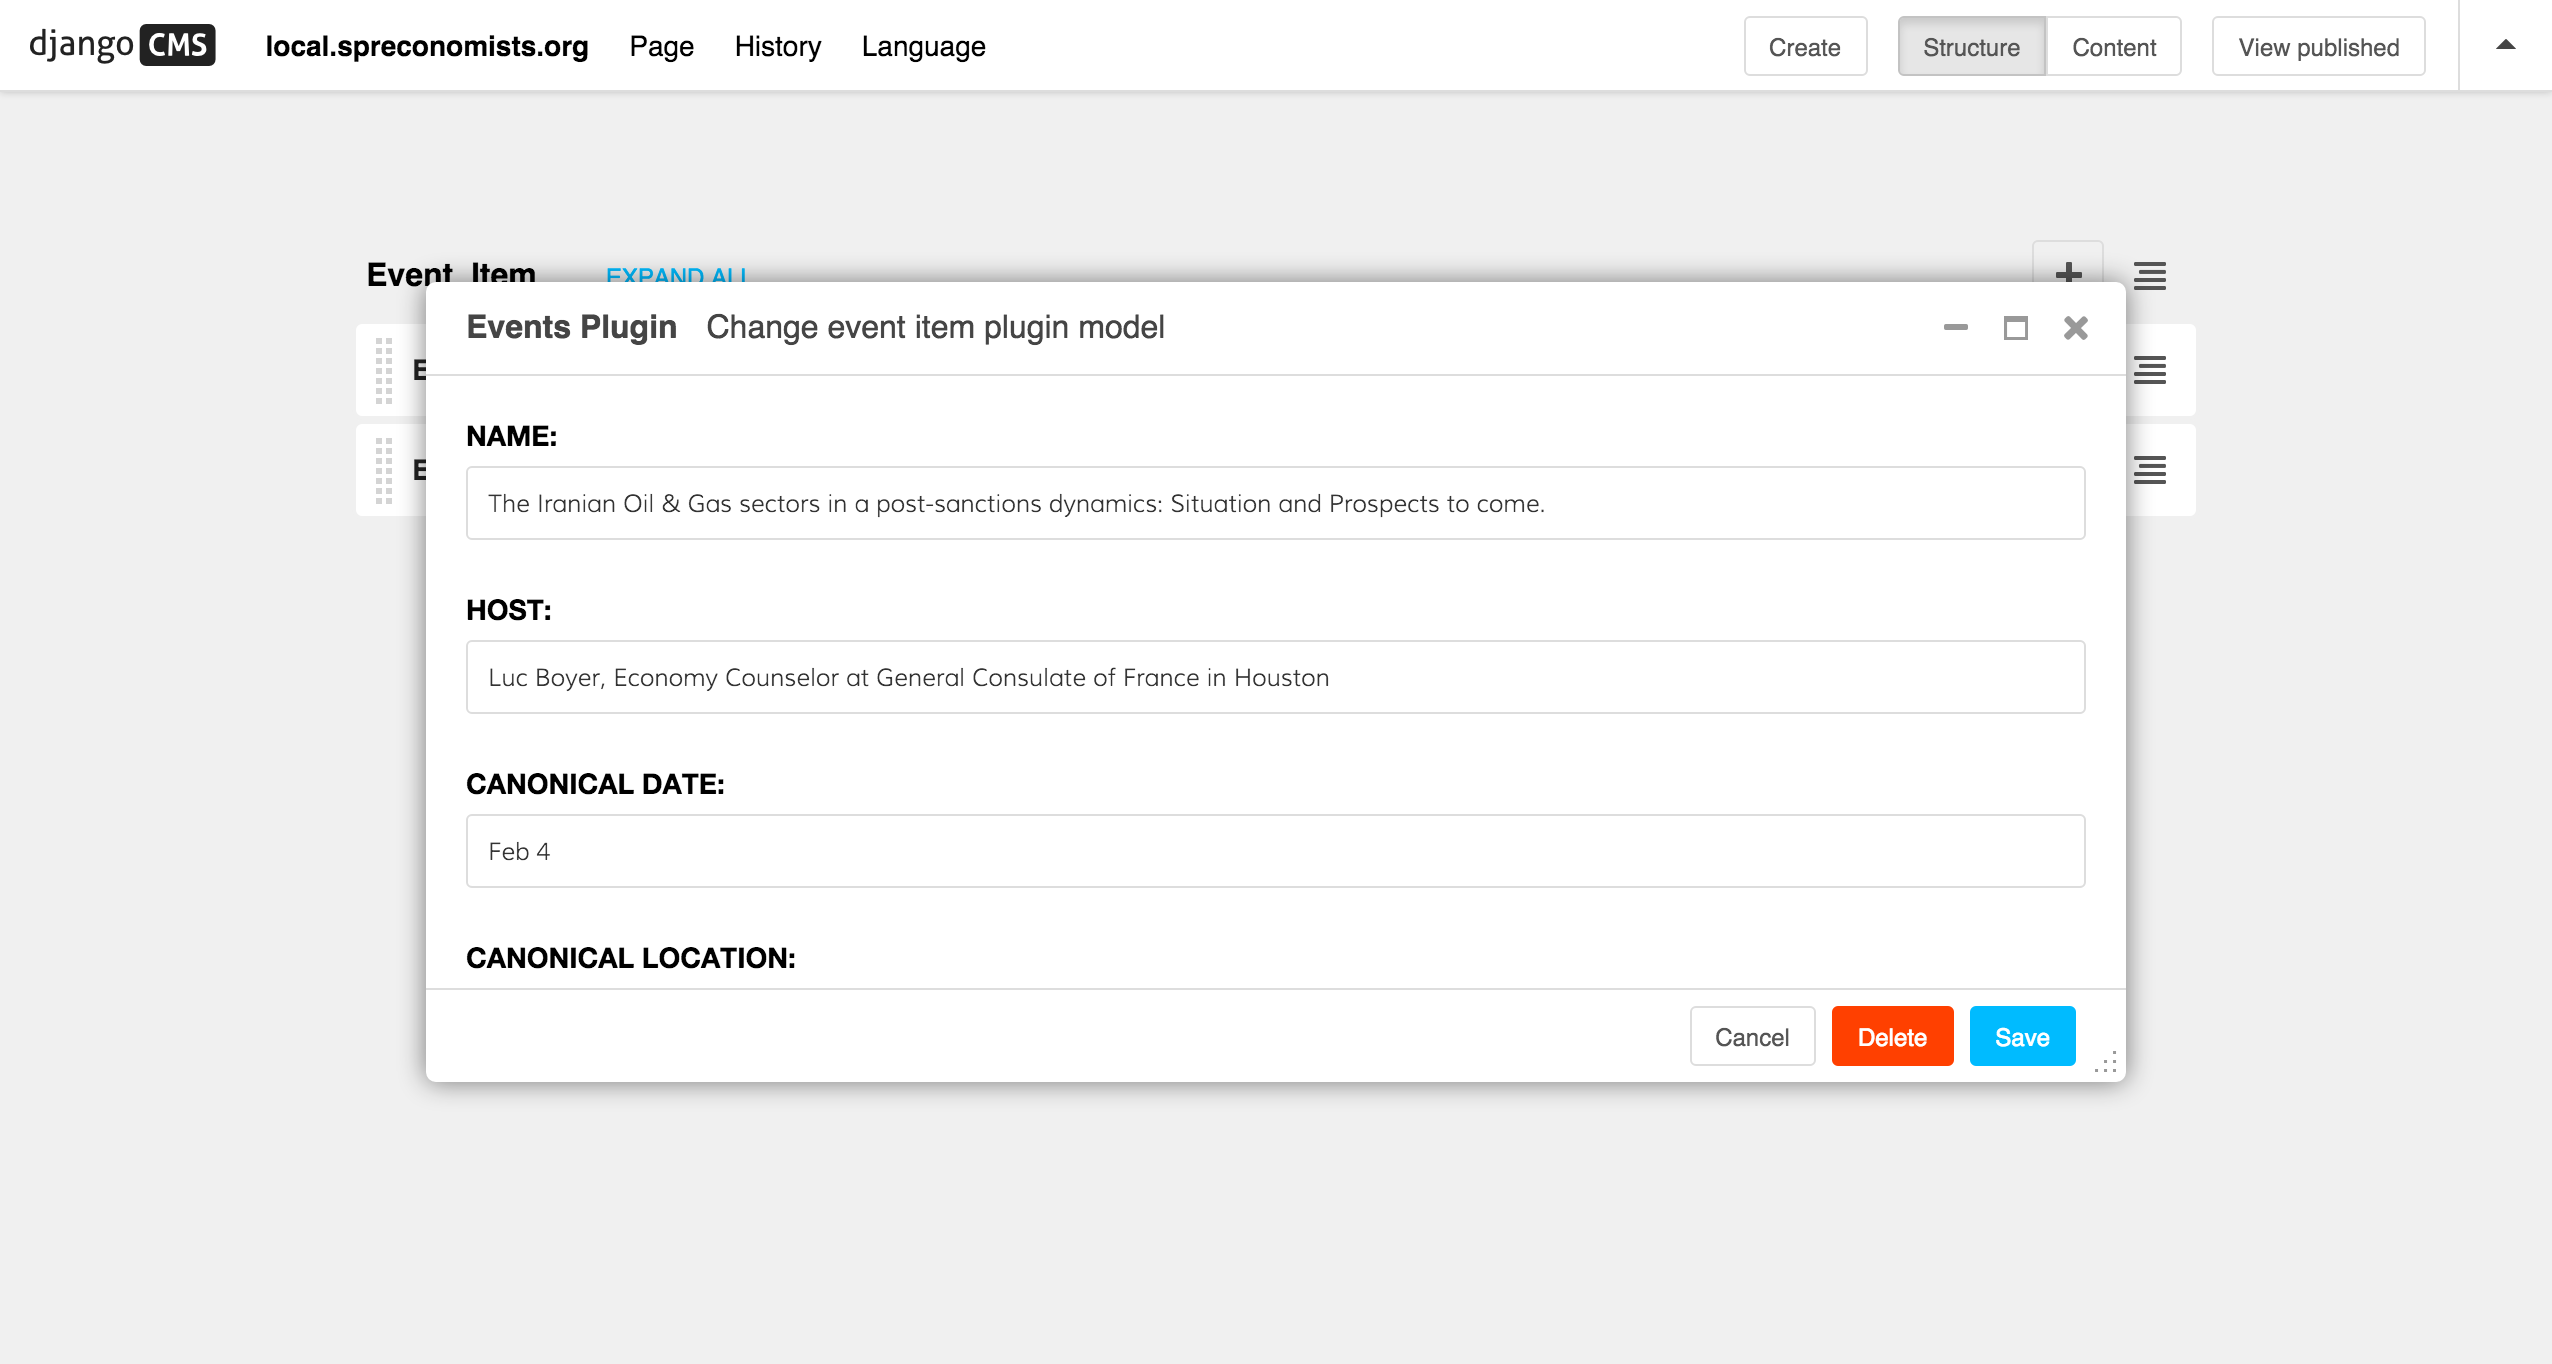 django CMS local.spreconomists.org Page History Language Create Structure Content View published
Event_Item EXPAND ALL
Events Plugin Change event item plugin model
E
NAME:
E
The Iranian Oil & Gas sectors in a post-sanctions dynamics: Situation and Prospects to come.
HOST:
Luc Boyer, Economy Counselor at General Consulate of France in Houston
CANONICAL DATE:
Feb 4
CANONICAL LOCATION:
Cancel Delete Save